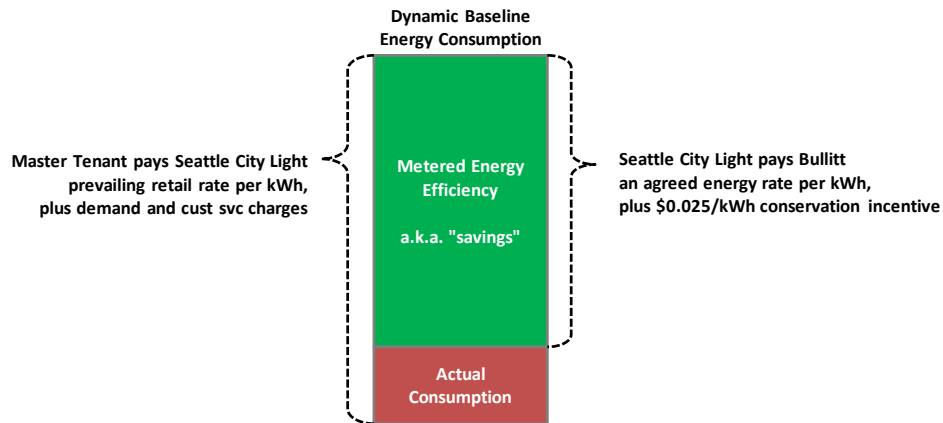 Dynamic Baseline
Energy Consumption
Master Tenant pays Seattle City Light
prevailing retail rate per kWh,
plus demand and cust svc charges
Metered Energy
Efficiency
a.k.a. "savings"
Seattle City Light pays Bullitt
an agreed energy rate per kWh,
plus $0.025/kWh conservation incentive
Actual
Consumption